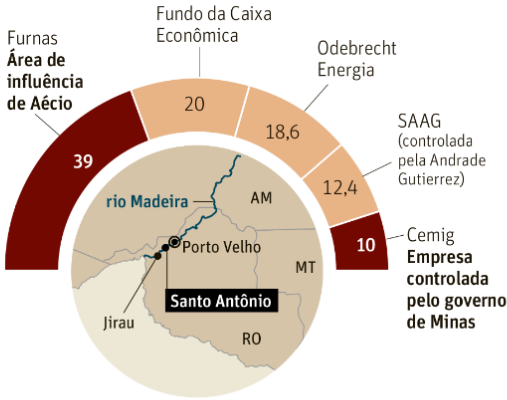 Furnas
Área de
influência
de Aécio
39
Fundo da Caixa
Econômica
20
Odebrecht
Energia
18,6
SAAG
(controlada
pela Andrade
Gutierrez)
12,4
Cemig
Empresa
controlada
pelo governo
de Minas
10
rio Madeira
AM
Porto Velho
MT
Santo Antônio
Jirau
RO